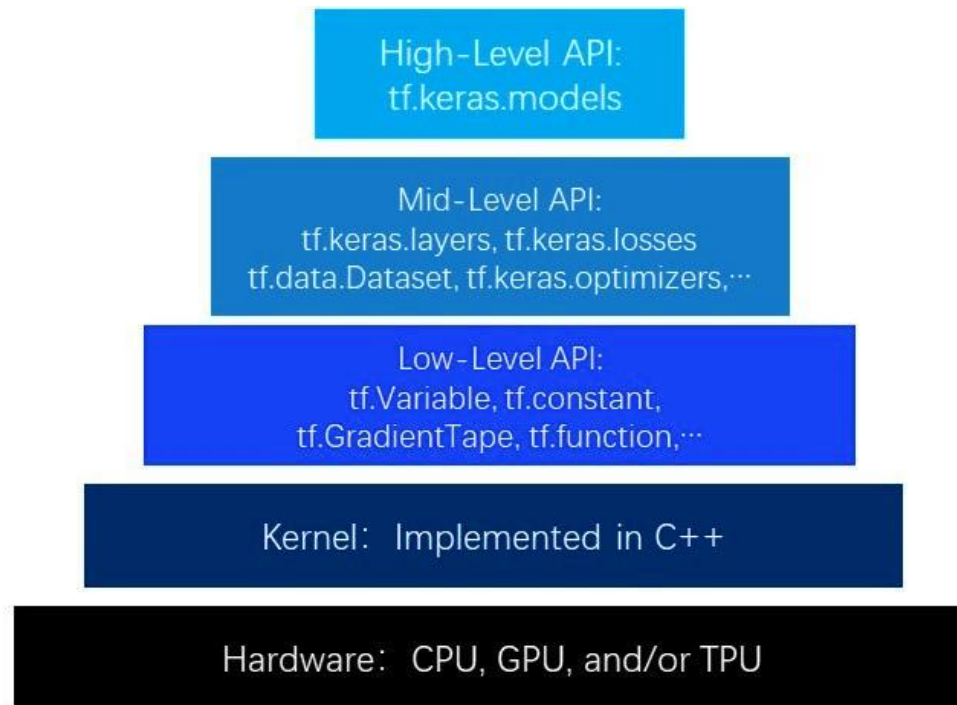 High-Level API:
tf.keras.models
Mid-Level API:
tf.keras.layers, tf.keras.losses
tf.data.Dataset, tf.keras.optimizers,…
Low-Level API:
tf.Variable, tf.constant,
tf.GradientTape, tf.function,…
Kernel： Implemented in C++
Hardware： CPU, GPU, and/or TPU